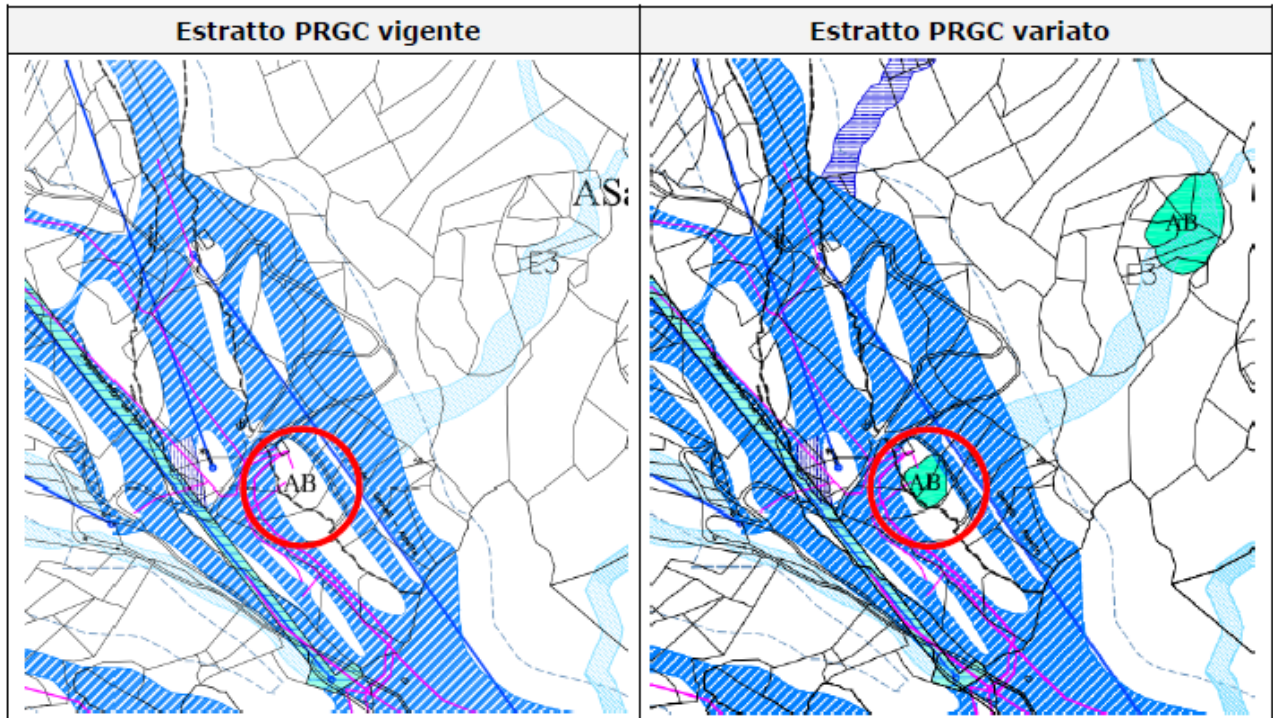 Estratto PRGC vigente
Estratto PRGC variato
ASa
E3
AB
AB
E3
AB